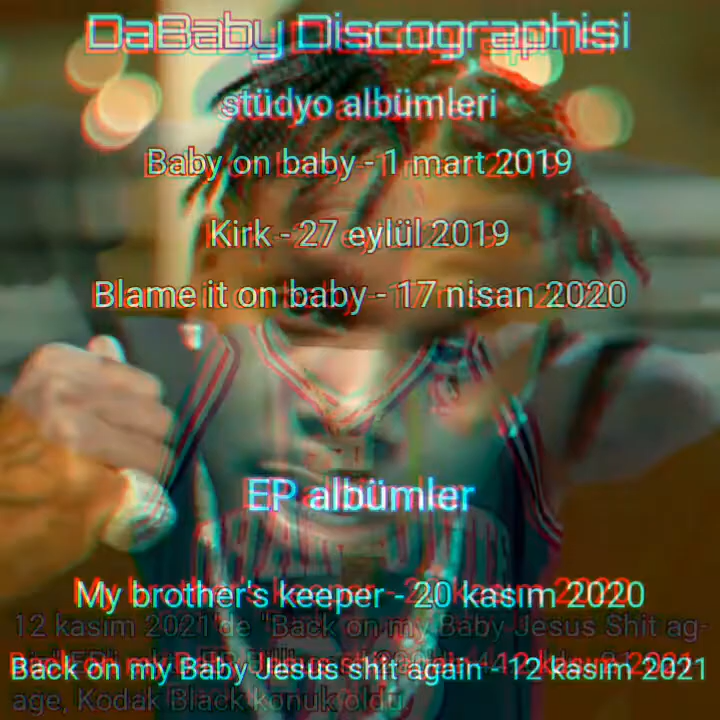 DaBaby Discographisi
stüdyo albümleri
Baby on baby - 1 mart 2019
Kirk - 27 eylül 2019
Blame it on baby - 17 nisan 2020
EP albümler
My brother's keeper - 20 kasım 2020
12 kasim 2021'de "Back on my Baby Jesus Shit ag-
Back on my Baby Jesus shit again - 12 kasım 2021
age, Kodak Black konuk oldu